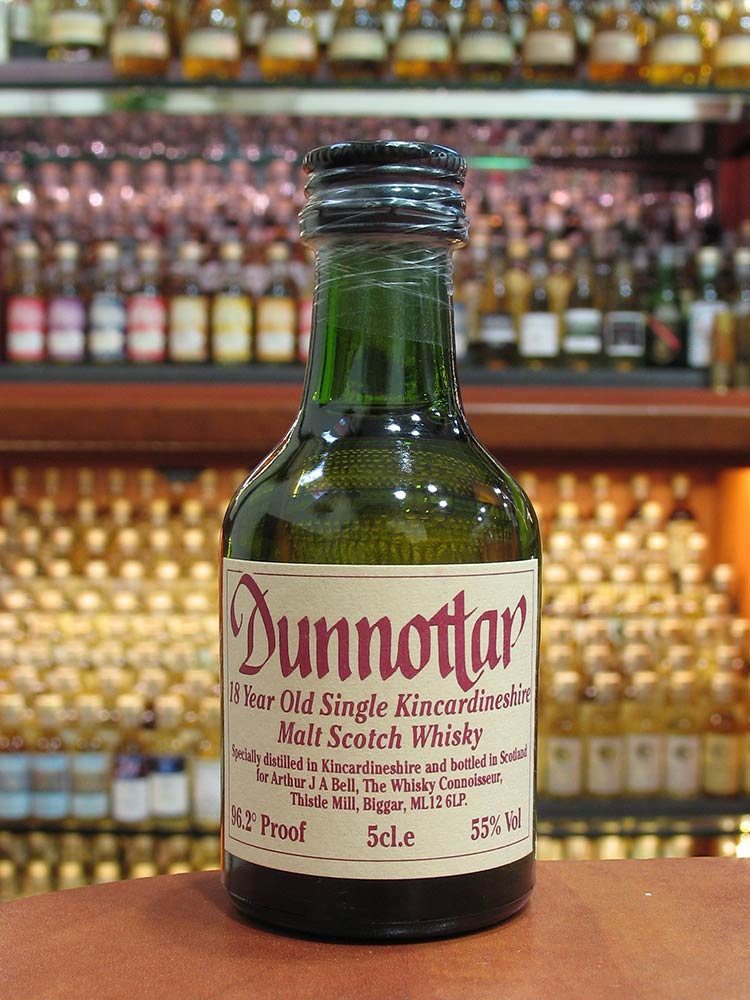 Dunnottar
18 Year Old Single Kincardineshire
Malt Scotch Whisky
Specially distilled in Kincardineshire and bottled in Scotland
for Arthur J A Bell, The Whisky Connoisseur,
Thistle Mill, Biggar, ML12 6LP.
96.2º Proof 5cl.e 55% Vol